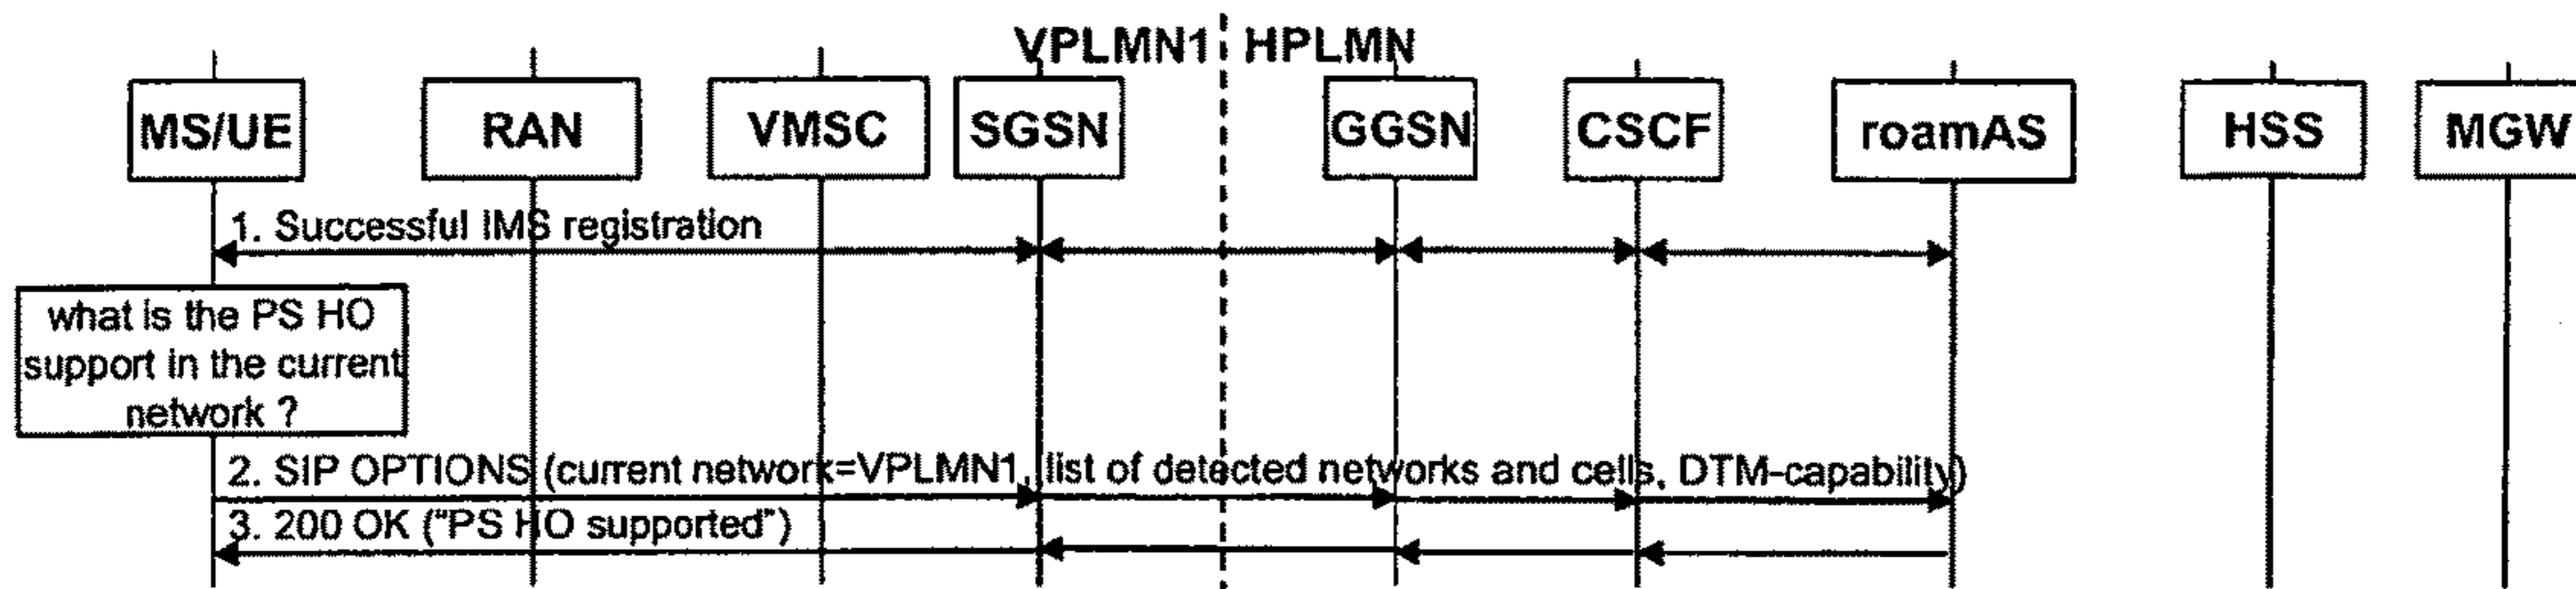 VPLMN1 HPLMN
MS/UE RAN VMSC SGSN GGSN CSCF roamAS HSS MGW
1. Successful IMS registration
what is the PS HO
support in the current
network ?
2. SIP OPTIONS (current network=VPLMN1, list of detected networks and cells, DTM-capability)
3. 200 OK ("PS HO supported")